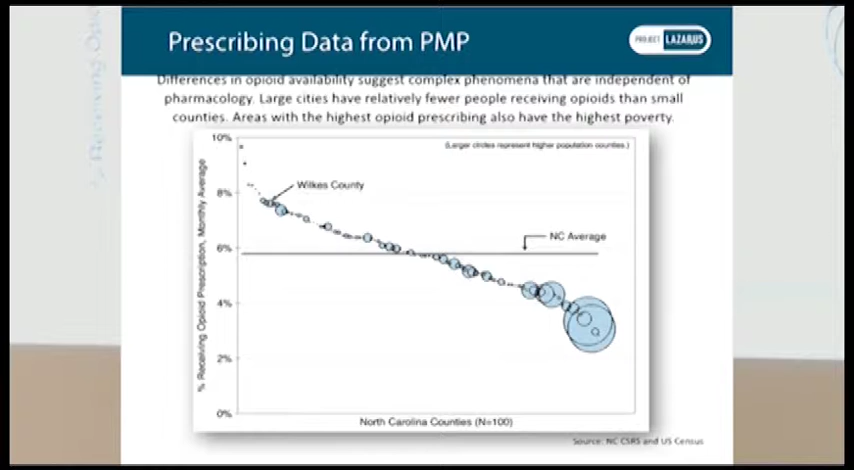 Prescribing Data from PMP
PROJECT LAZARUS
Differences in opioid availability suggest complex phenomena that are independent of
pharmacology. Large cities have relatively fewer people receiving opioids than small
counties. Areas with the highest opioid prescribing also have the highest poverty.
(Larger circles represent higher population counties.)
% Receiving Opioid Prescription, Monthly Average
10%
8%
6%
4%
2%
0%
Wilkes County
NC Average
North Carolina Counties (N=100)
Source: NC CSRS and US Census
% Receiving Opi